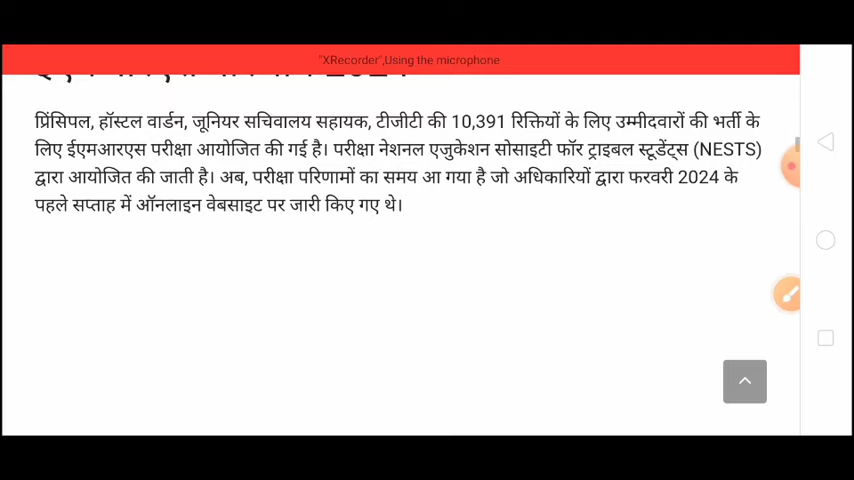 "XRecorder",Using the microphone
2024
प्रिंसिपल, हॉस्टल वार्डन, जूनियर सचिवालय सहायक, टीजीटी की 10,391 रिक्तियों के लिए उम्मीदवारों की भर्ती के
लिए ईएमआरएस परीक्षा आयोजित की गई है। परीक्षा नेशनल एजुकेशन सोसाइटी फॉर ट्राइबल स्टूडेंट्स (NESTS)
द्वारा आयोजित की जाती है। अब, परीक्षा परिणामों का समय आ गया है जो अधिकारियों द्वारा फरवरी 2024 के
पहले सप्ताह में ऑनलाइन वेबसाइट पर जारी किए गए थे।